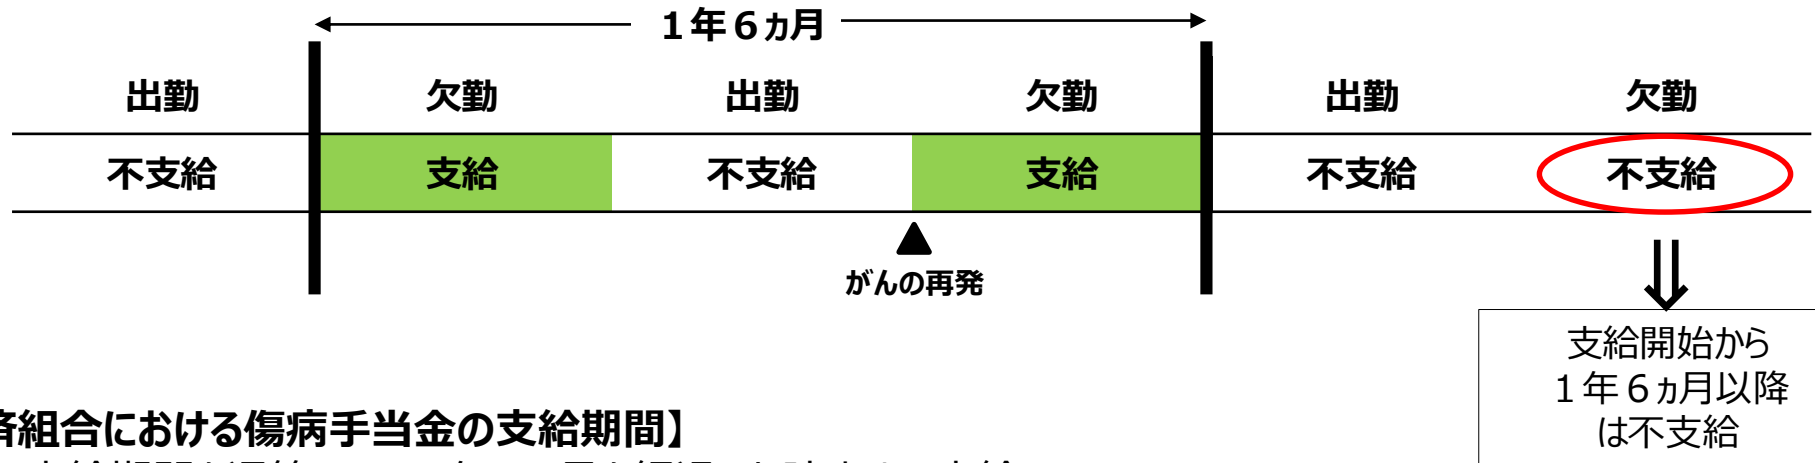 1年6ヵ月
出勤 欠勤 出勤 欠勤 出勤 欠勤
不支給 支給 不支給 支給 不支給 不支給
がんの再発
支給開始から
1年6ヵ月以降
は不支給
済組合における傷病手当金の支給期間】